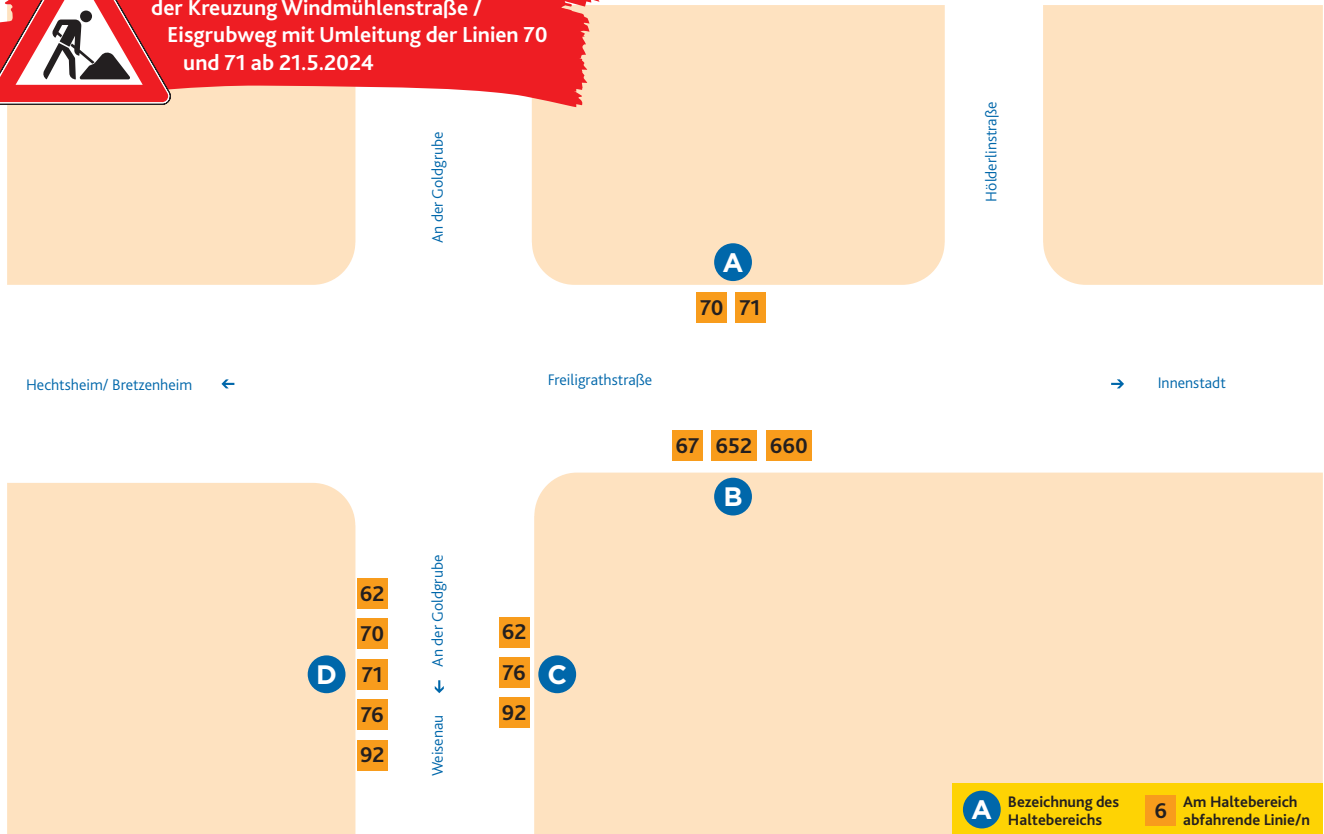 der Kreuzung Windmühlenstraße /
Eisgrubweg mit Umleitung der Linien 70
und 71 ab 21.5.2024
An der Goldgrube
Hölderlinstraße
A
70 71
Hechtsheim/ Bretzenheim ←
Freiligrathstraße
→ Innenstadt
67 652 660
B
D
62
70
71
76
92
Weisenau ← An der Goldgrube
62
76
92
C
A
Bezeichnung des
Haltebereichs
6
Am Haltebereich
abfahrende Linie/n